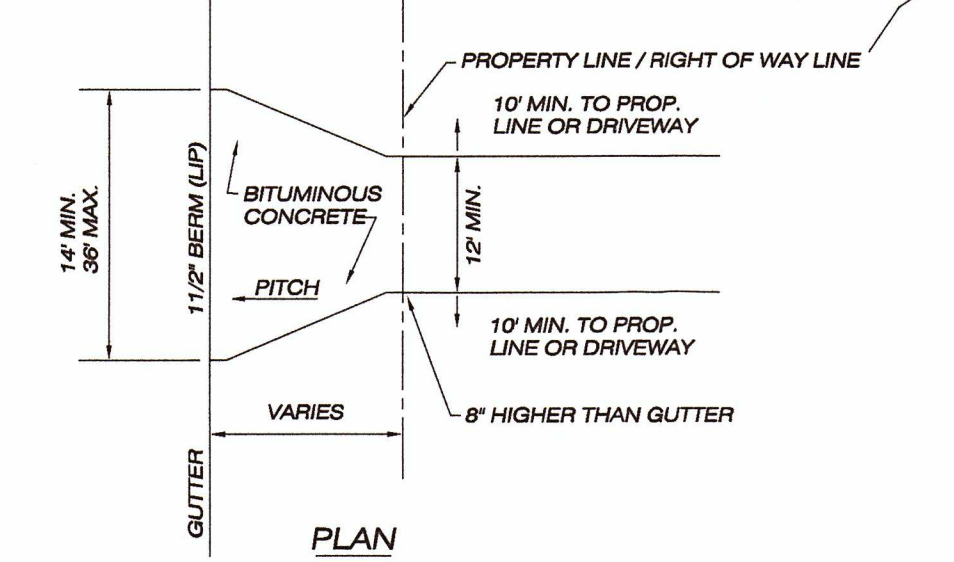 PROPERTY LINE / RIGHT OF WAY LINE
10' MIN. TO PROP.
LINE OR DRIVEWAY
14' MIN.
36' MAX.
11/2" BERM (LIP)
BITUMINOUS
CONCRETE
12' MIN.
PITCH
10' MIN. TO PROP.
LINE OR DRIVEWAY
VARIES
8" HIGHER THAN GUTTER
GUTTER
PLAN